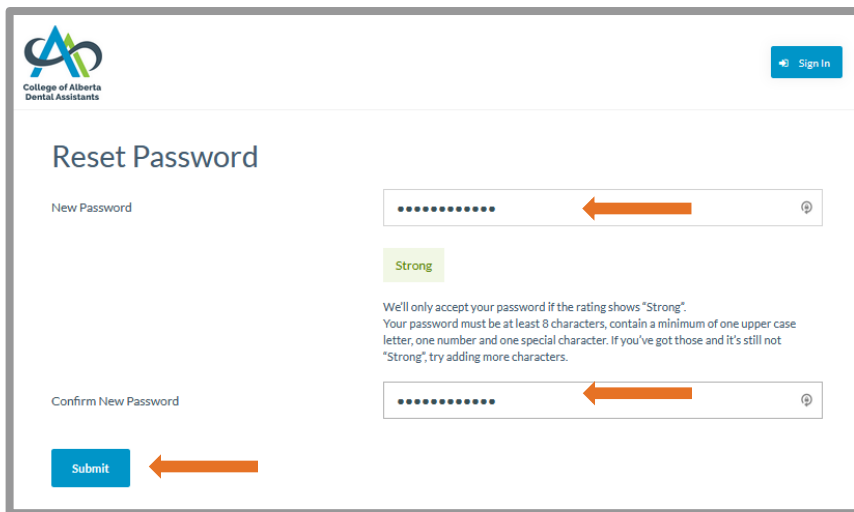 College of Alberta
Dental Assistants
Sign In
Reset Password
New Password
••••••••••••
Strong
We'll only accept your password if the rating shows "Strong".
Your password must be at least 8 characters, contain a minimum of one upper case
letter, one number and one special character. If you've got those and it's still not
"Strong", try adding more characters.
Confirm New Password
••••••••••••
Submit